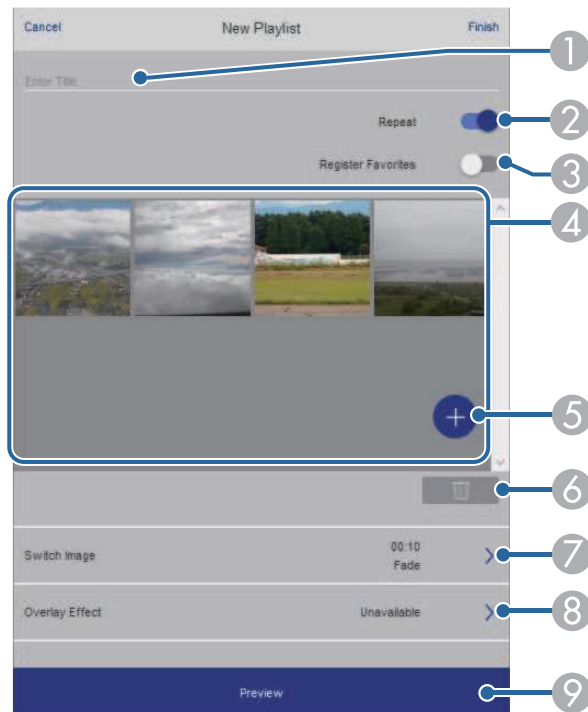 Cancel New Playlist Finish
1
Enter Title
Repeat 2
Register Favorites 3
4
+ 5
6
Switch Image 00:10 Fade 7
Overlay Effect Unavailable 8
Preview 9